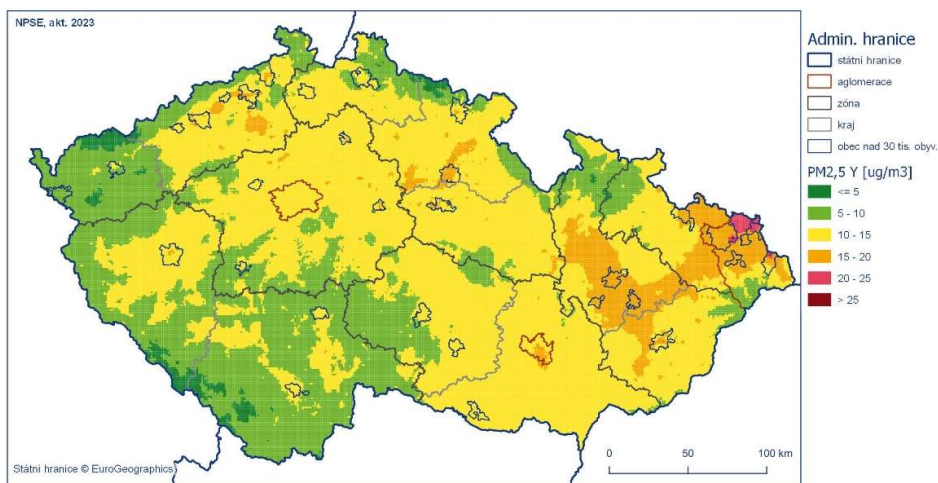 NPSE, akt. 2023
Admin. hranice
státní hranice
aglomerace
zóna
kraj
obec nad 30 tis. obyv.
PM2,5 Y [ug/m3]
<= 5
5 - 10
10 - 15
15 - 20
20 - 25
> 25
0 50 100 km
Státní hranice © EuroGeographics